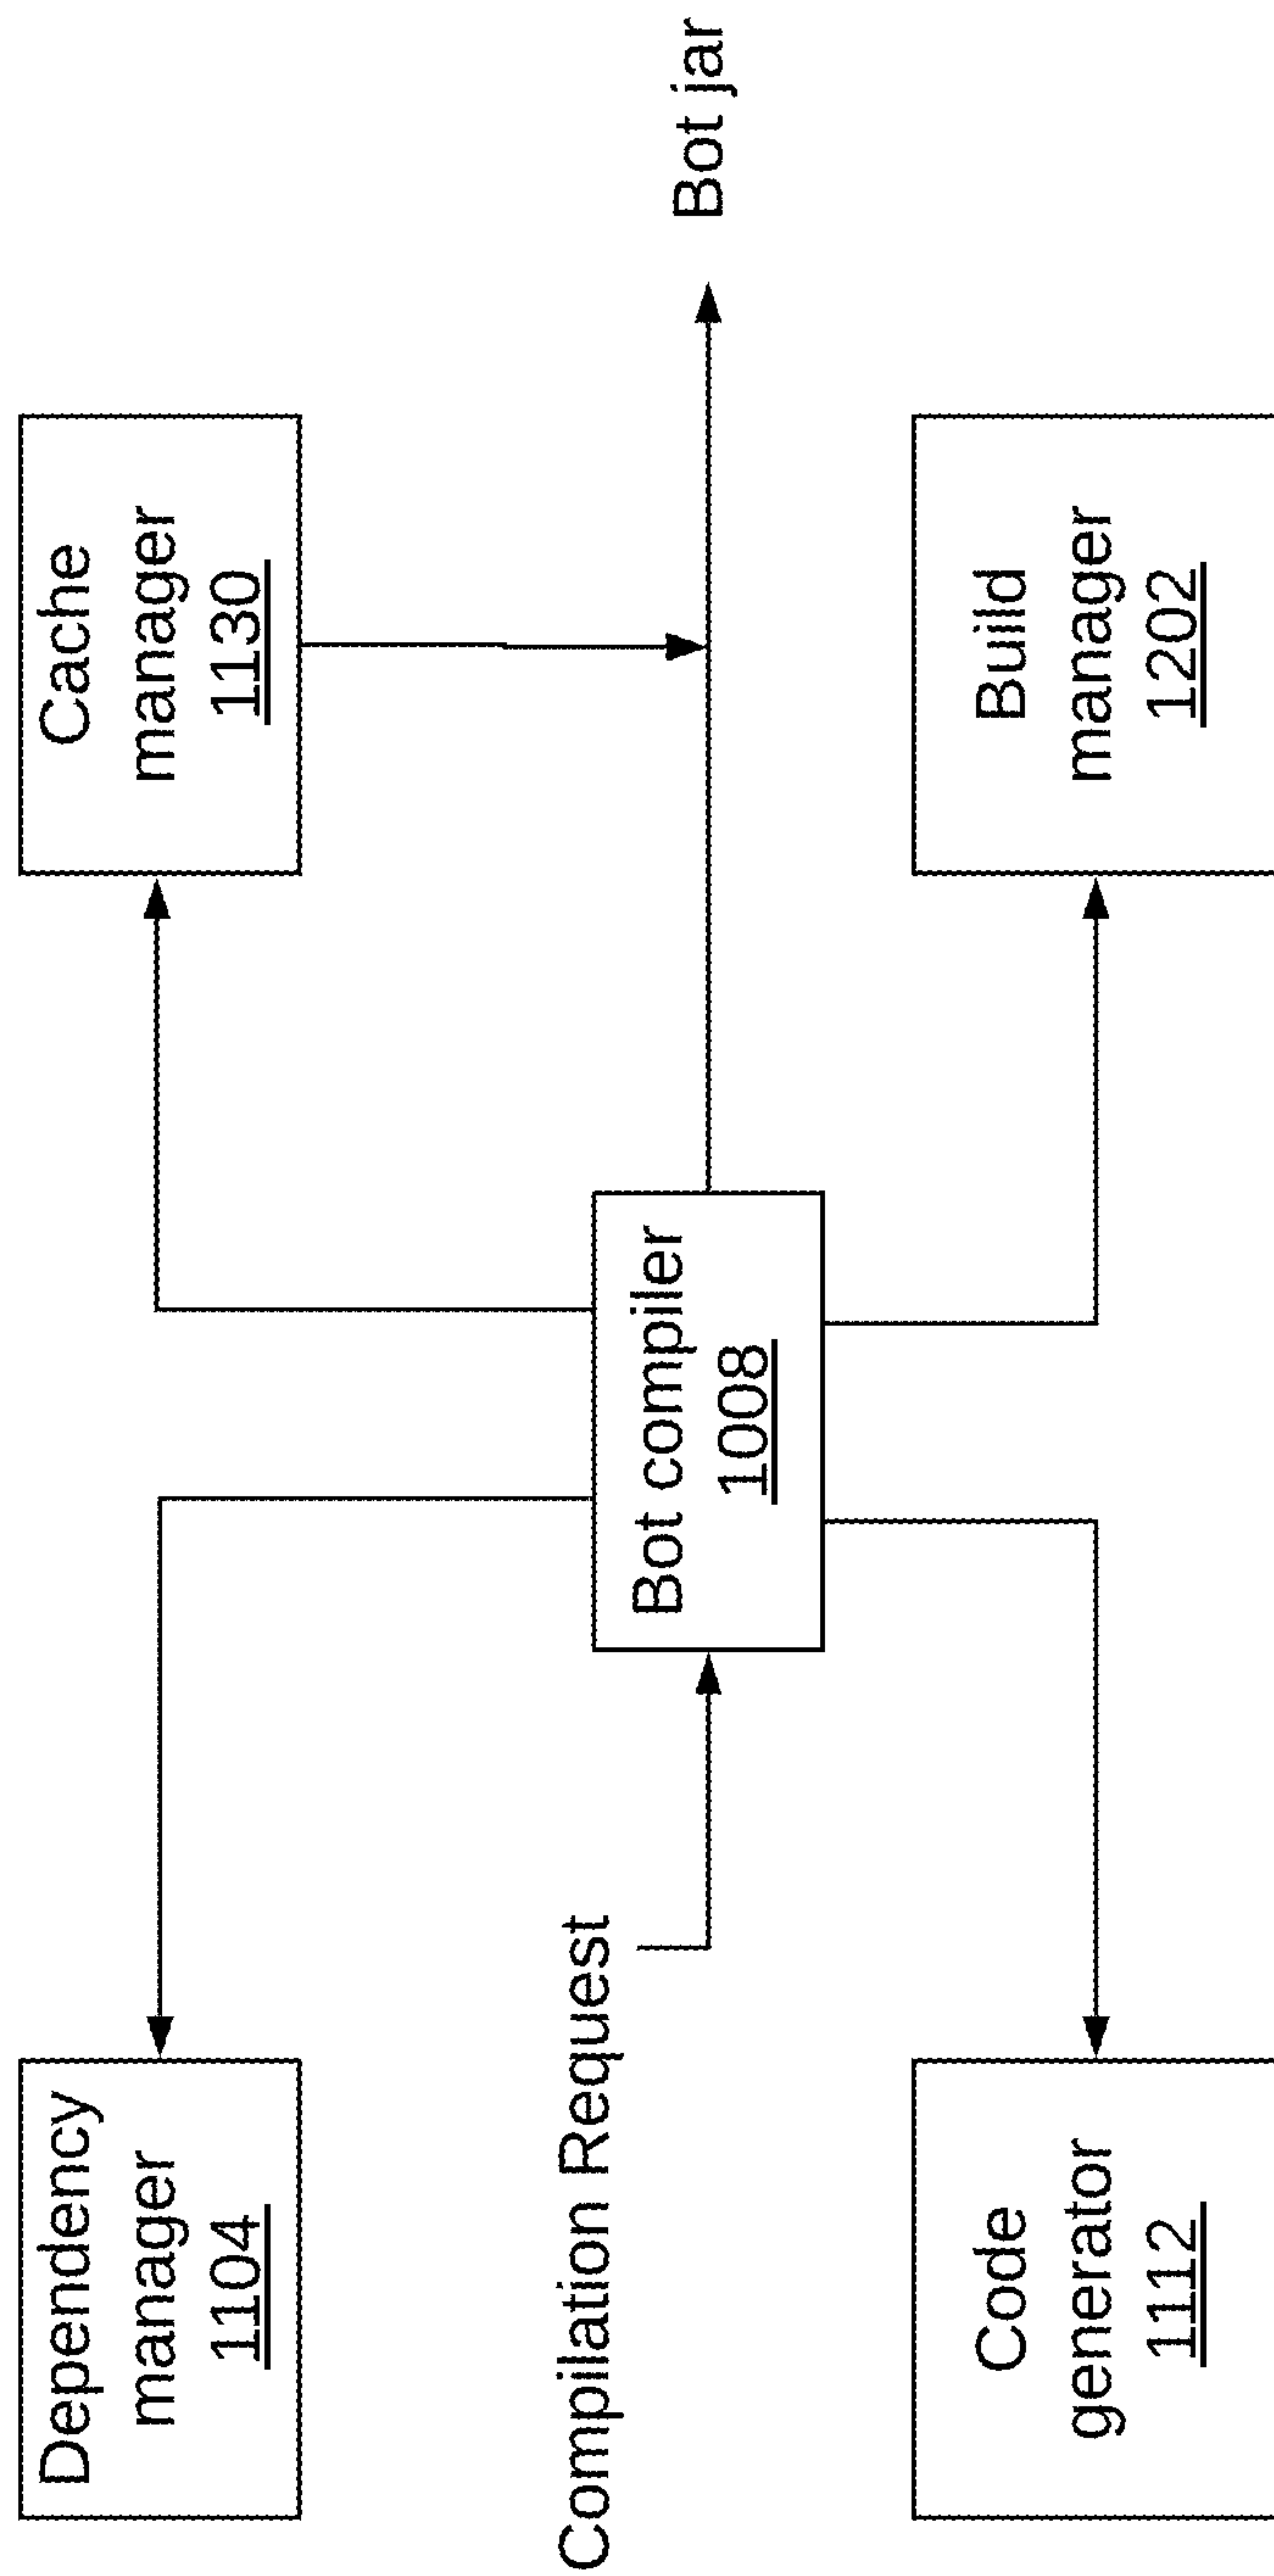 Dependency
manager
1104
Cache
manager
1130
Compilation Request
Bot compiler
1008
Bot jar
Code
generator
1112
Build
manager
1202